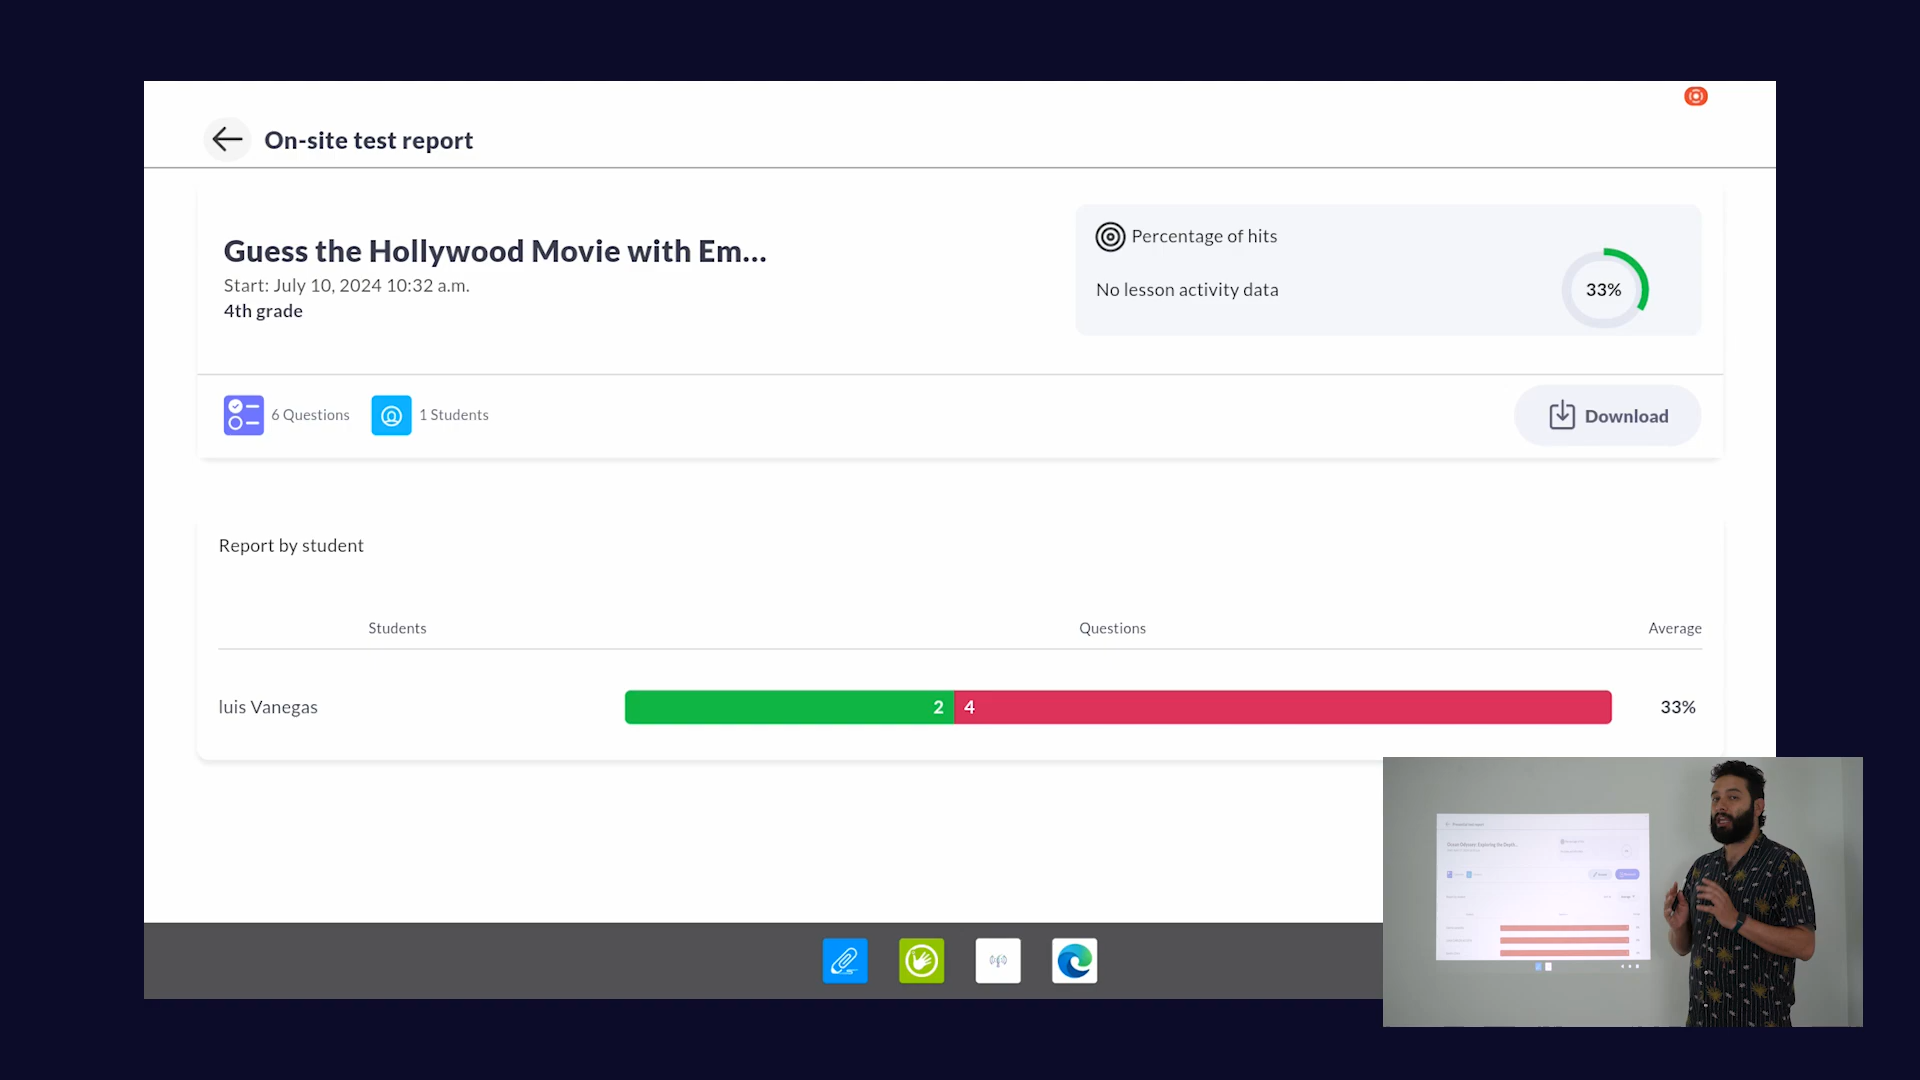 On-site test report
Guess the Hollywood Movie with Em...
Start: July 10, 2024 10:32 a.m.
4th grade
Percentage of hits
No lesson activity data
33%
6 Questions
1 Students
Download
Report by student
Students
Questions
Average
luis Vanegas
2
4
33%